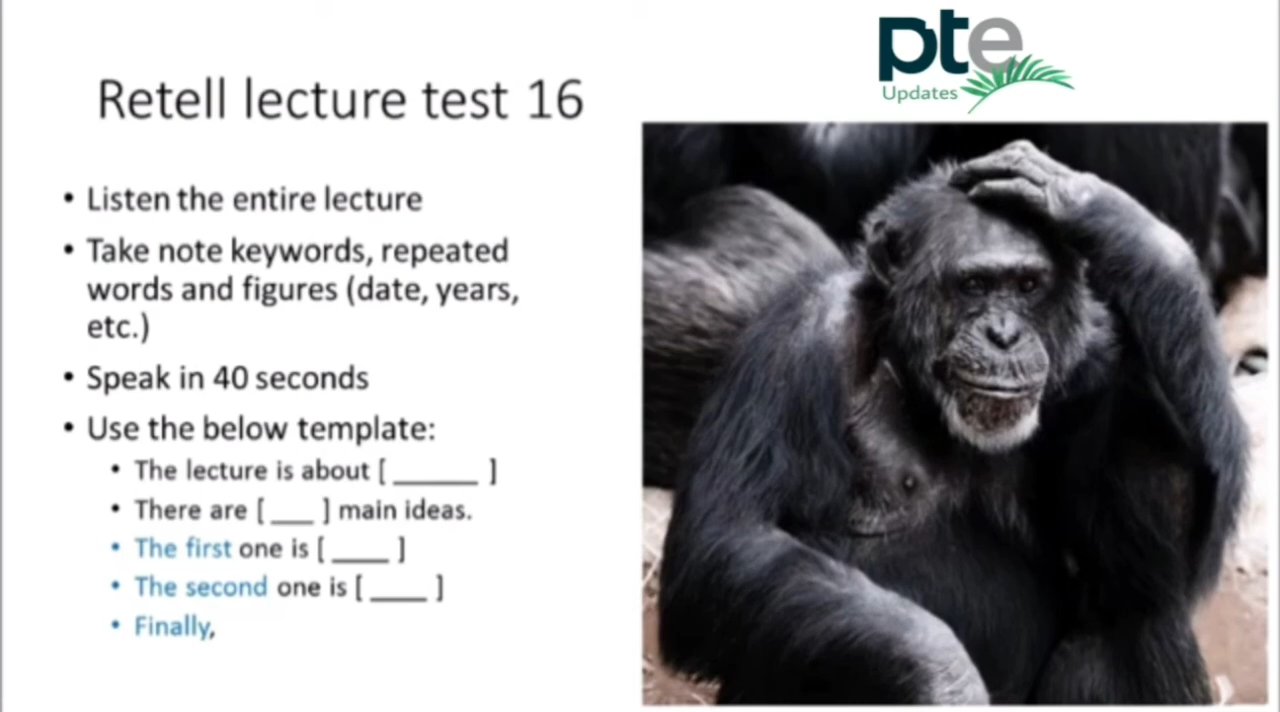 pte
Updates
Retell lecture test 16
• Listen the entire lecture
• Take note keywords, repeated
words and figures (date, years,
etc.)
• Speak in 40 seconds
• Use the below template:
• The lecture is about [ ______ ]
• There are [ ___ ] main ideas.
• The first one is [ ____ ]
• The second one is [ ____ ]
• Finally,